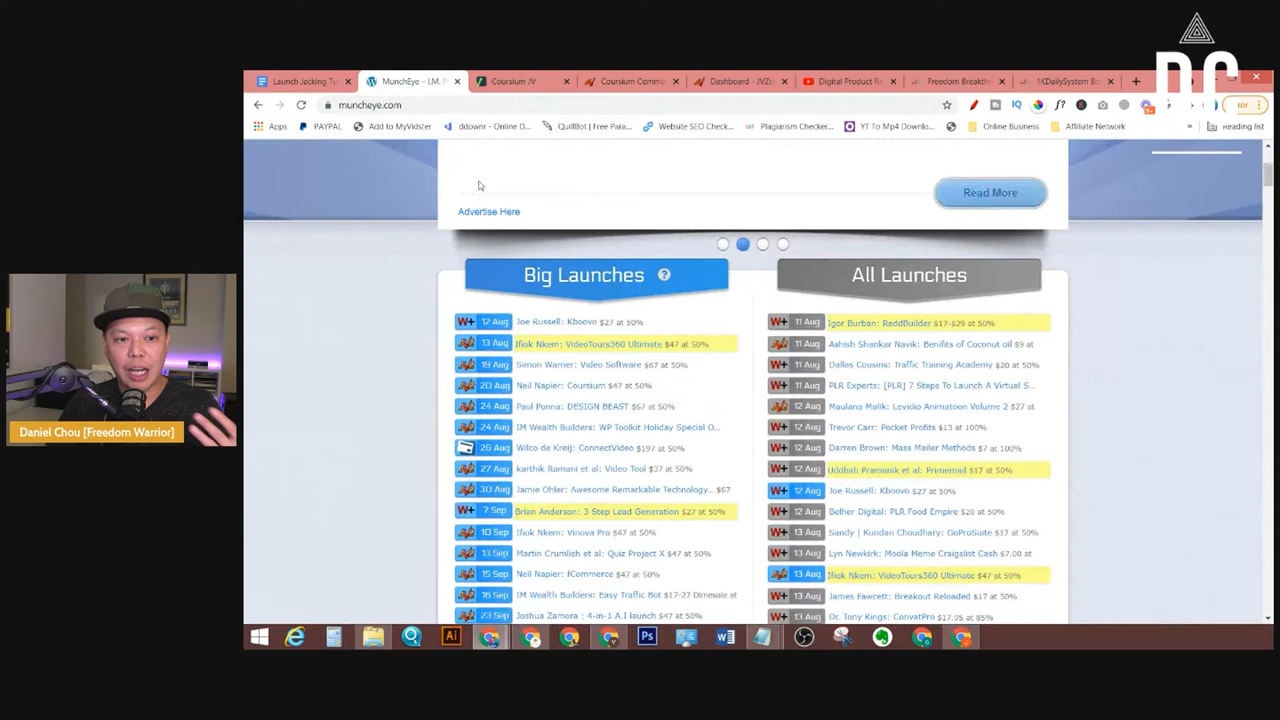 Launch Jacking Tu
MunchEye – I.M. P
Coursium JV
Coursium Comm
Dashboard - JVZo
Digital Product Re
Freedom Breakth
1KDailySystem Bo
muncheye.com
Apps
PAYPAL
Add to MyVidster
ddownr - Online D...
QuillBot | Free Para...
Website SEO Check...
Plagiarism Checker...
YT To Mp4 Downlo...
Online Business
Affiliate Network
»
Reading list
Read More
Advertise Here
Big Launches ?
W+ 12 Aug Joe Russell: Kboovo $27 at 50%
13 Aug Ifiok Nkem: VideoTours360 Ultimate $47 at 50%
19 Aug Simon Warner: Video Software $67 at 50%
20 Aug Neil Napier: Coursium $47 at 50%
24 Aug Paul Ponna: DESIGN BEAST $67 at 50%
24 Aug IM Wealth Builders: WP Toolkit Holiday Special O...
26 Aug Wilco de Kreij: ConnectVideo $197 at 50%
27 Aug karthik Ramani et al: Video Tool $37 at 50%
30 Aug Jamie Ohler: Awesome Remarkable Technology... $67
W+ 7 Sep Brian Anderson: 3 Step Lead Generation $27 at 50%
10 Sep Ifiok Nkem: Vinova Pro $47 at 50%
13 Sep Martin Crumlish et al: Quiz Project X $47 at 50%
15 Sep Neil Napier: fCommerce $47 at 50%
16 Sep IM Wealth Builders: Easy Traffic Bot $17-27 Dimesale at
23 Sep Joshua Zamora : 4-in-1 A.I launch $47 at 50%
All Launches
W+ 11 Aug Igor Burban: ReddBuilder $17-$29 at 50%
11 Aug Ashish Shankar Navik: Benifits of Coconut oil $9 at
W+ 11 Aug Dallas Cousins: Traffic Training Academy $20 at 50%
W+ 11 Aug PLR Experts: [PLR] 7 Steps To Launch A Virtual S...
12 Aug Maulana Malik: Levidio Animatoon Volume 2 $27 at
W+ 12 Aug Trevor Carr: Pocket Profits $13 at 100%
W+ 12 Aug Darren Brown: Mass Mailer Methods $7 at 100%
W+ 12 Aug Uddhab Pramanik et al: Primemail $17 at 50%
W+ 12 Aug Joe Russell: Kboovo $27 at 50%
W+ 12 Aug Belher Digital: PLR Food Empire $20 at 50%
W+ 13 Aug Sandy | Kundan Choudhary: GoProSuite $17 at 50%
W+ 13 Aug Lyn Newkirk: Moola Meme Craigslist Cash $7.00 at
13 Aug Ifiok Nkem: VideoTours360 Ultimate $47 at 50%
W+ 13 Aug James Fawcett: Breakout Reloaded $17 at 50%
W+ 13 Aug Dr. Tony Kings: ConvatPro $17.95 at 85%
Daniel Chou [Freedom Warrior]
Ai
Ps